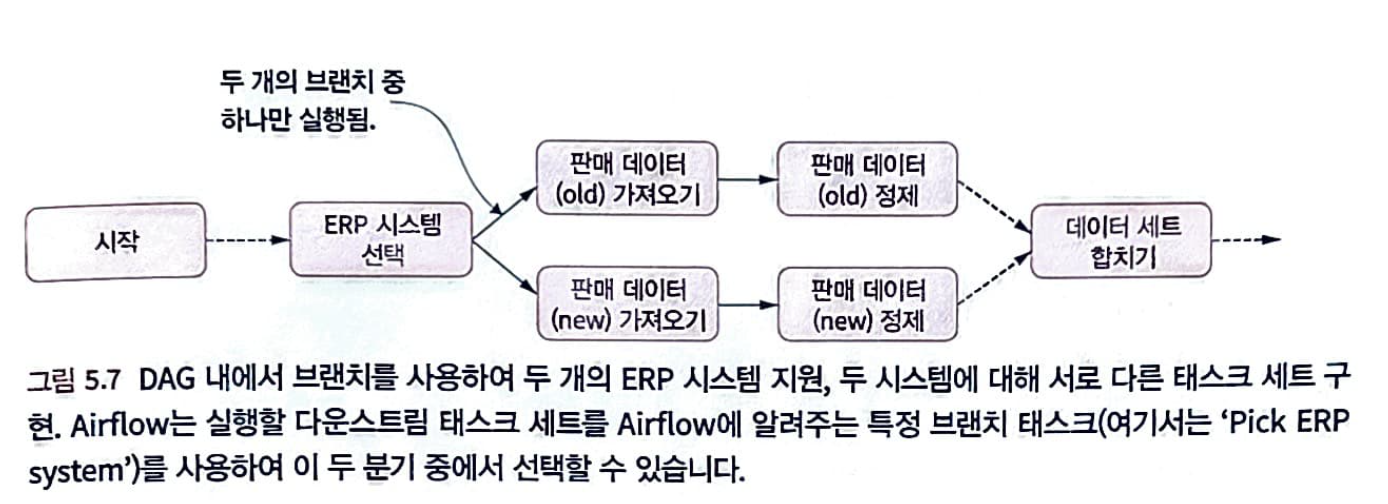 두 개의 브랜치 중
하나만 실행됨.
시작
ERP 시스템
선택
판매 데이터
(old) 가져오기
판매 데이터
(old) 정제
판매 데이터
(new) 가져오기
판매 데이터
(new) 정제
데이터 세트
합치기
그림 5.7 DAG 내에서 브랜치를 사용하여 두 개의 ERP 시스템 지원, 두 시스템에 대해 서로 다른 태스크 세트 구
현. Airflow는 실행할 다운스트림 태스크 세트를 Airflow에 알려주는 특정 브랜치 태스크(여기서는 ‘Pick ERP
system’)를 사용하여 이 두 분기 중에서 선택할 수 있습니다.